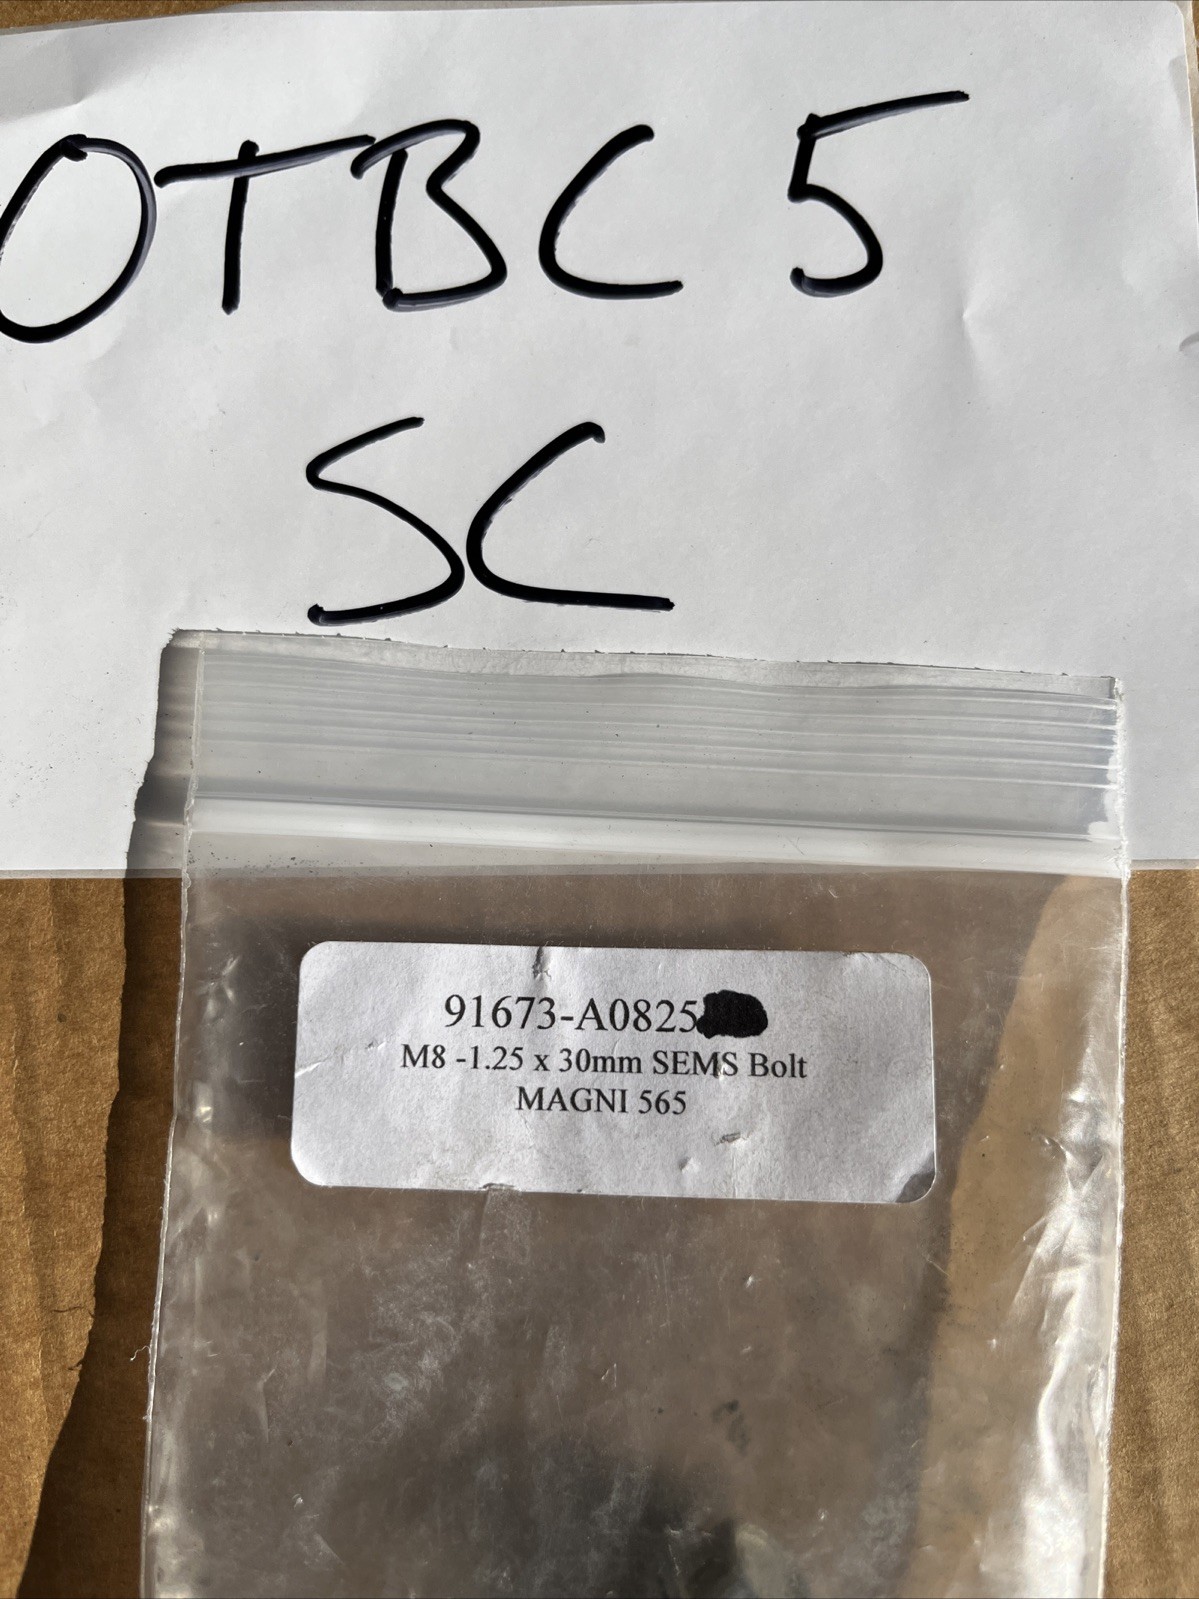 OTBC 5
SC
91673-A0825
M8 -1.25 x 30mm SEMS Bolt
MAGNI 565